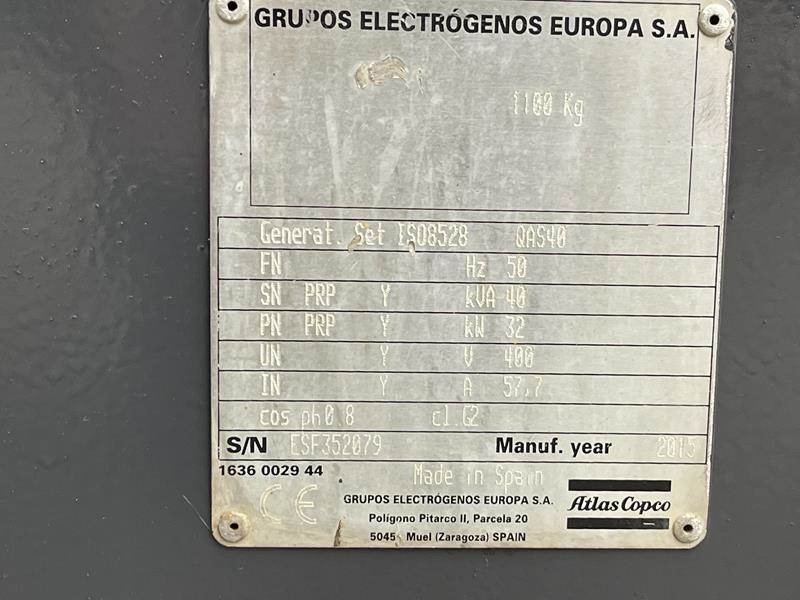 GRUPOS ELECTRÓGENOS EUROPA S.A.
1100 Kg
Generat. Set ISO8528 QAS40
FN Hz 50
SN PRP Y kVA 40
PN PRP Y kW 32
UN Y V 400
IN Y A 57,7
cos ph0.8 cl.G2
S/N ESF352079 Manuf. year 2015
1636 0029 44 Made in Spain
CE GRUPOS ELECTRÓGENOS EUROPA S.A. Atlas Copco
Polígono Pitarco II, Parcela 20
5045 Muel (Zaragoza) SPAIN